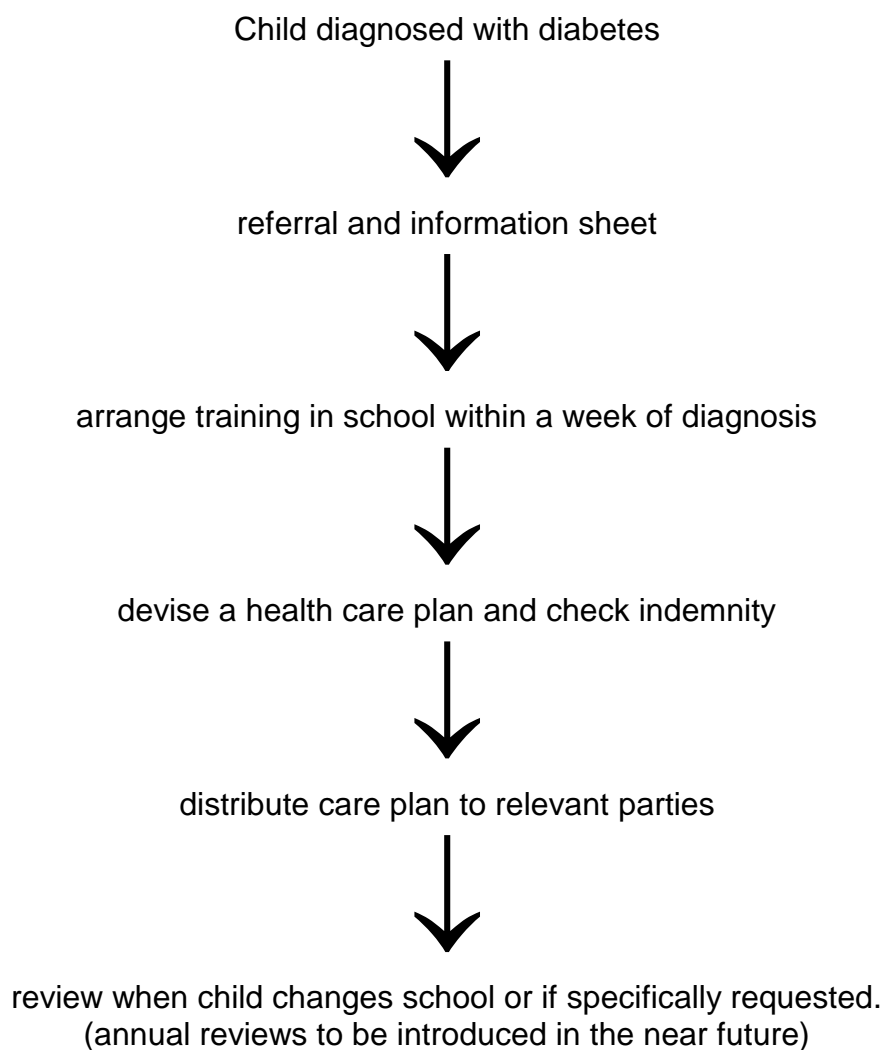 Child diagnosed with diabetes
referral and information sheet
arrange training in school within a week of diagnosis
devise a health care plan and check indemnity
distribute care plan to relevant parties
review when child changes school or if specifically requested.
(annual reviews to be introduced in the near future)